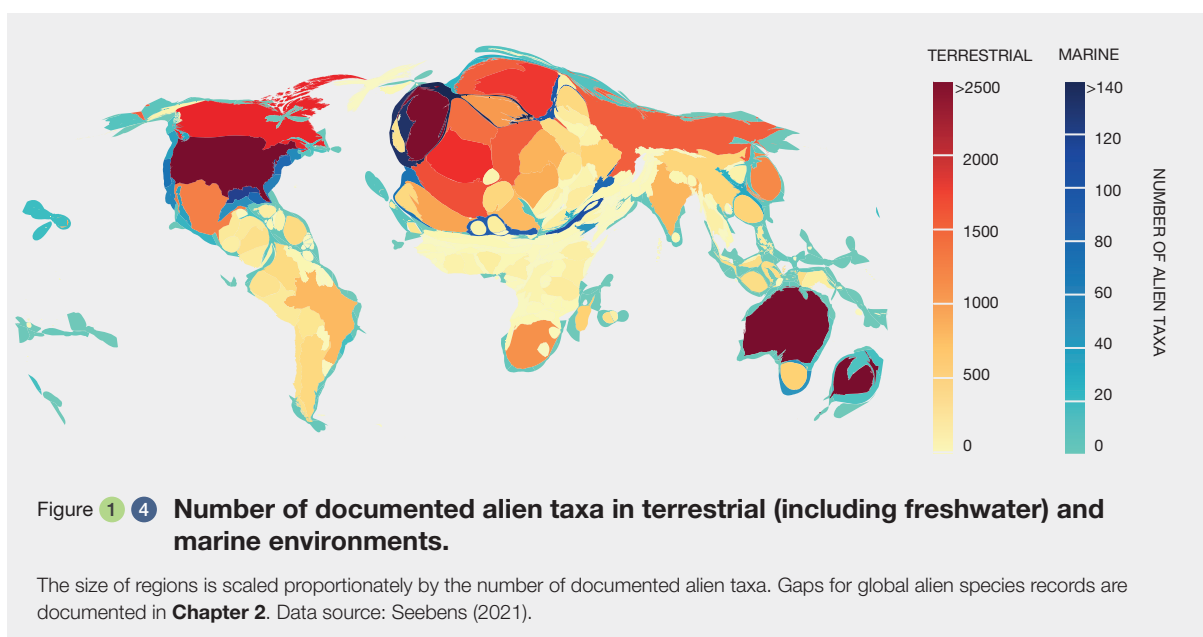 TERRESTRIAL MARINE
>2500 >140
120
2000
100
1500
80
60
1000
40
500
20
0 0
NUMBER OF ALIEN TAXA
Figure 1 4 Number of documented alien taxa in terrestrial (including freshwater) and
marine environments.
The size of regions is scaled proportionately by the number of documented alien taxa. Gaps for global alien species records are
documented in Chapter 2. Data source: Seebens (2021).